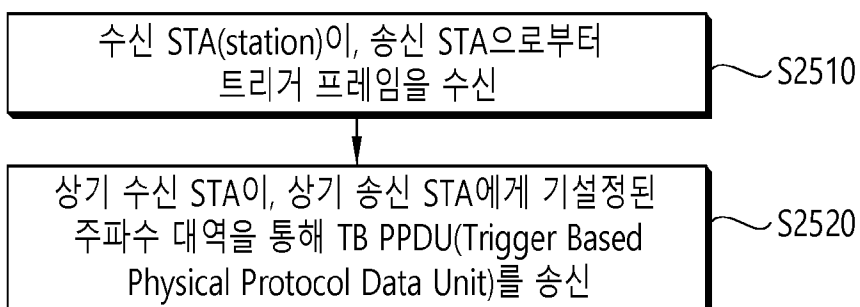 수신 STA(station)이, 송신 STA으로부터
트리거 프레임을 수신
S2510
상기 수신 STA이, 상기 송신 STA에게 기설정된
주파수 대역을 통해 TB PPDU(Trigger Based
Physical Protocol Data Unit)를 송신
S2520